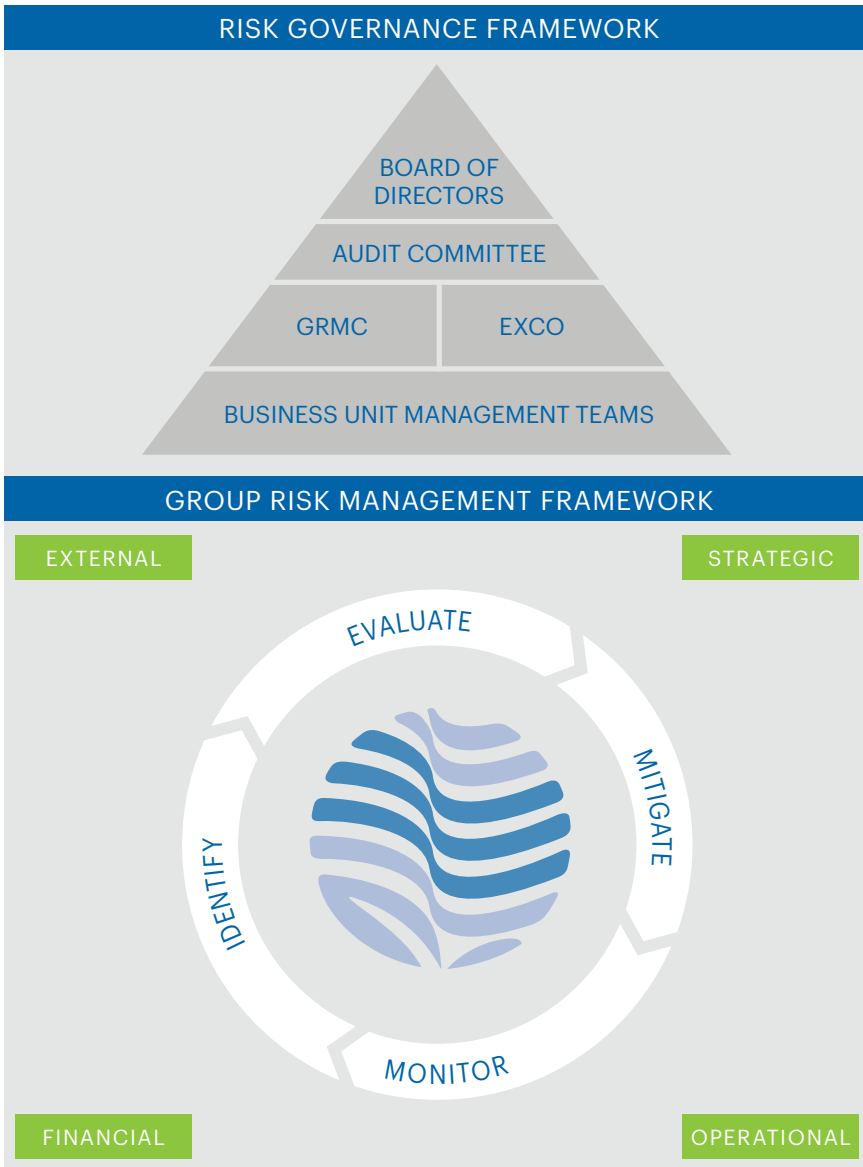 RISK GOVERNANCE FRAMEWORK
BOARD OF
DIRECTORS
AUDIT COMMITTEE
GRMC
EXCO
BUSINESS UNIT MANAGEMENT TEAMS
GROUP RISK MANAGEMENT FRAMEWORK
EXTERNAL
STRATEGIC
EVALUATE
MITIGATE
IDENTIFY
MONITOR
FINANCIAL
OPERATIONAL